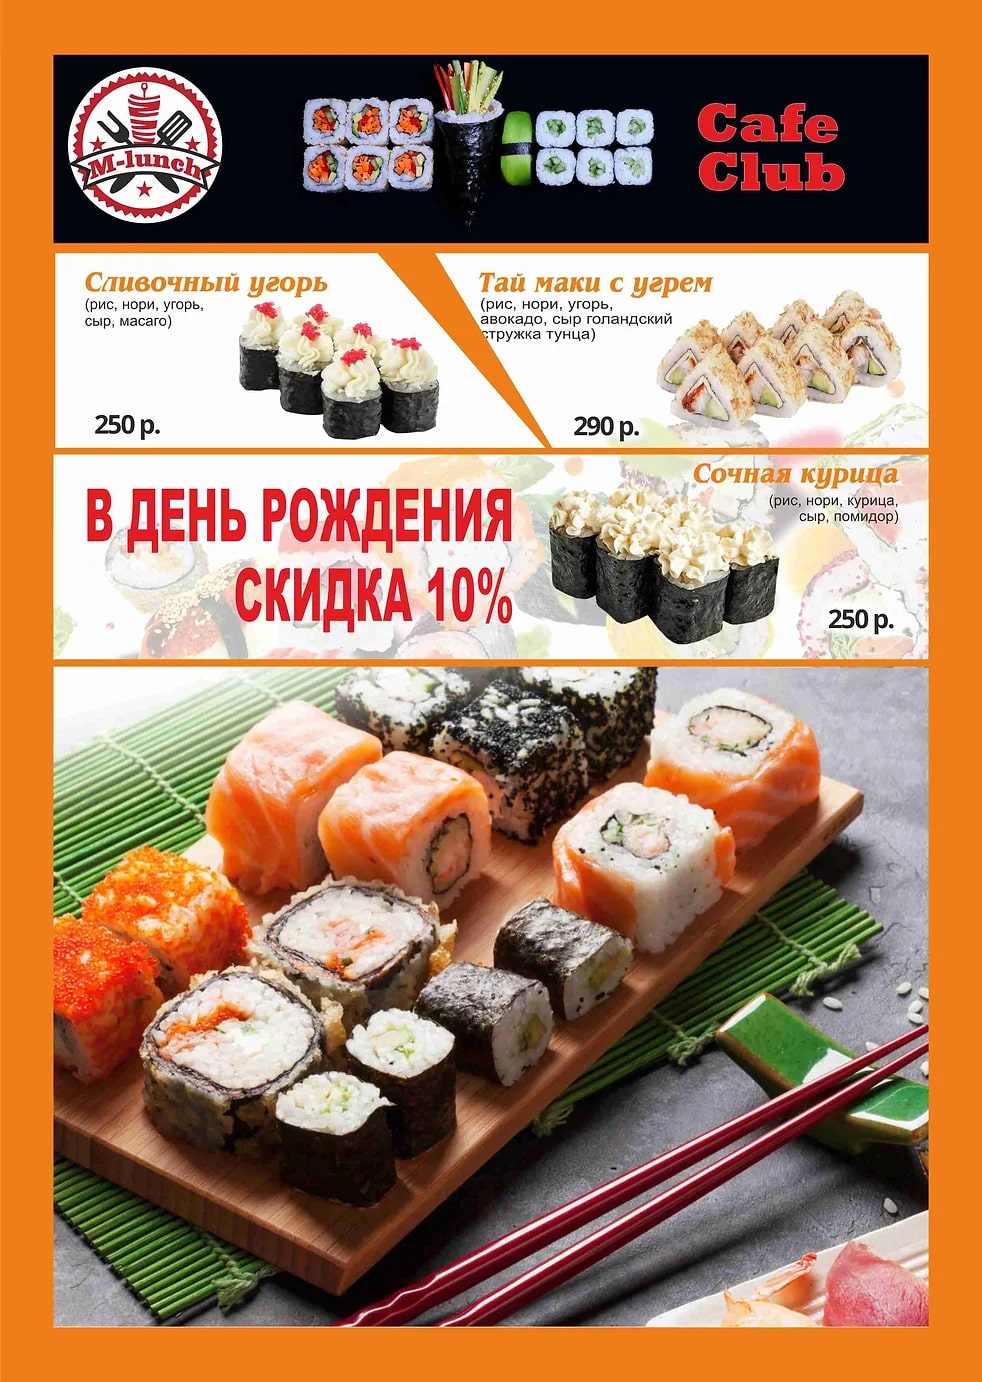 M-lunch
Cafe
Club
Сливочный угорь
(рис, нори, угорь,
сыр, масаго)
250 р.
Тай маки с угрем
(рис, нори, угорь,
авокадо, сыр голандский
стружка тунца)
290 р.
В ДЕНЬ РОЖДЕНИЯ
СКИДКА 10%
Сочная курица
(рис, нори, курица,
сыр, помидор)
250 р.